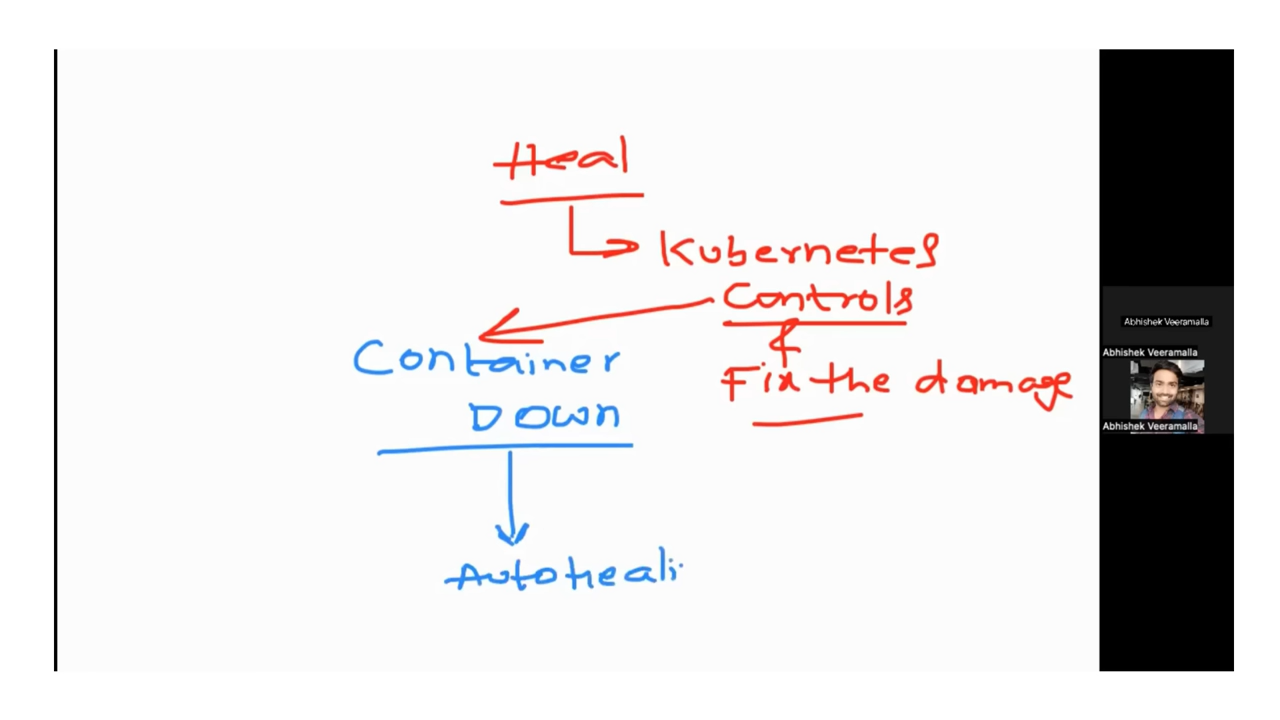 Heal
Kubernetes
Controls
&
Fix the damage
Container
Down
Autoheali
Abhishek Veeramalla
Abhishek Veeramalla
Abhishek Veeramalla